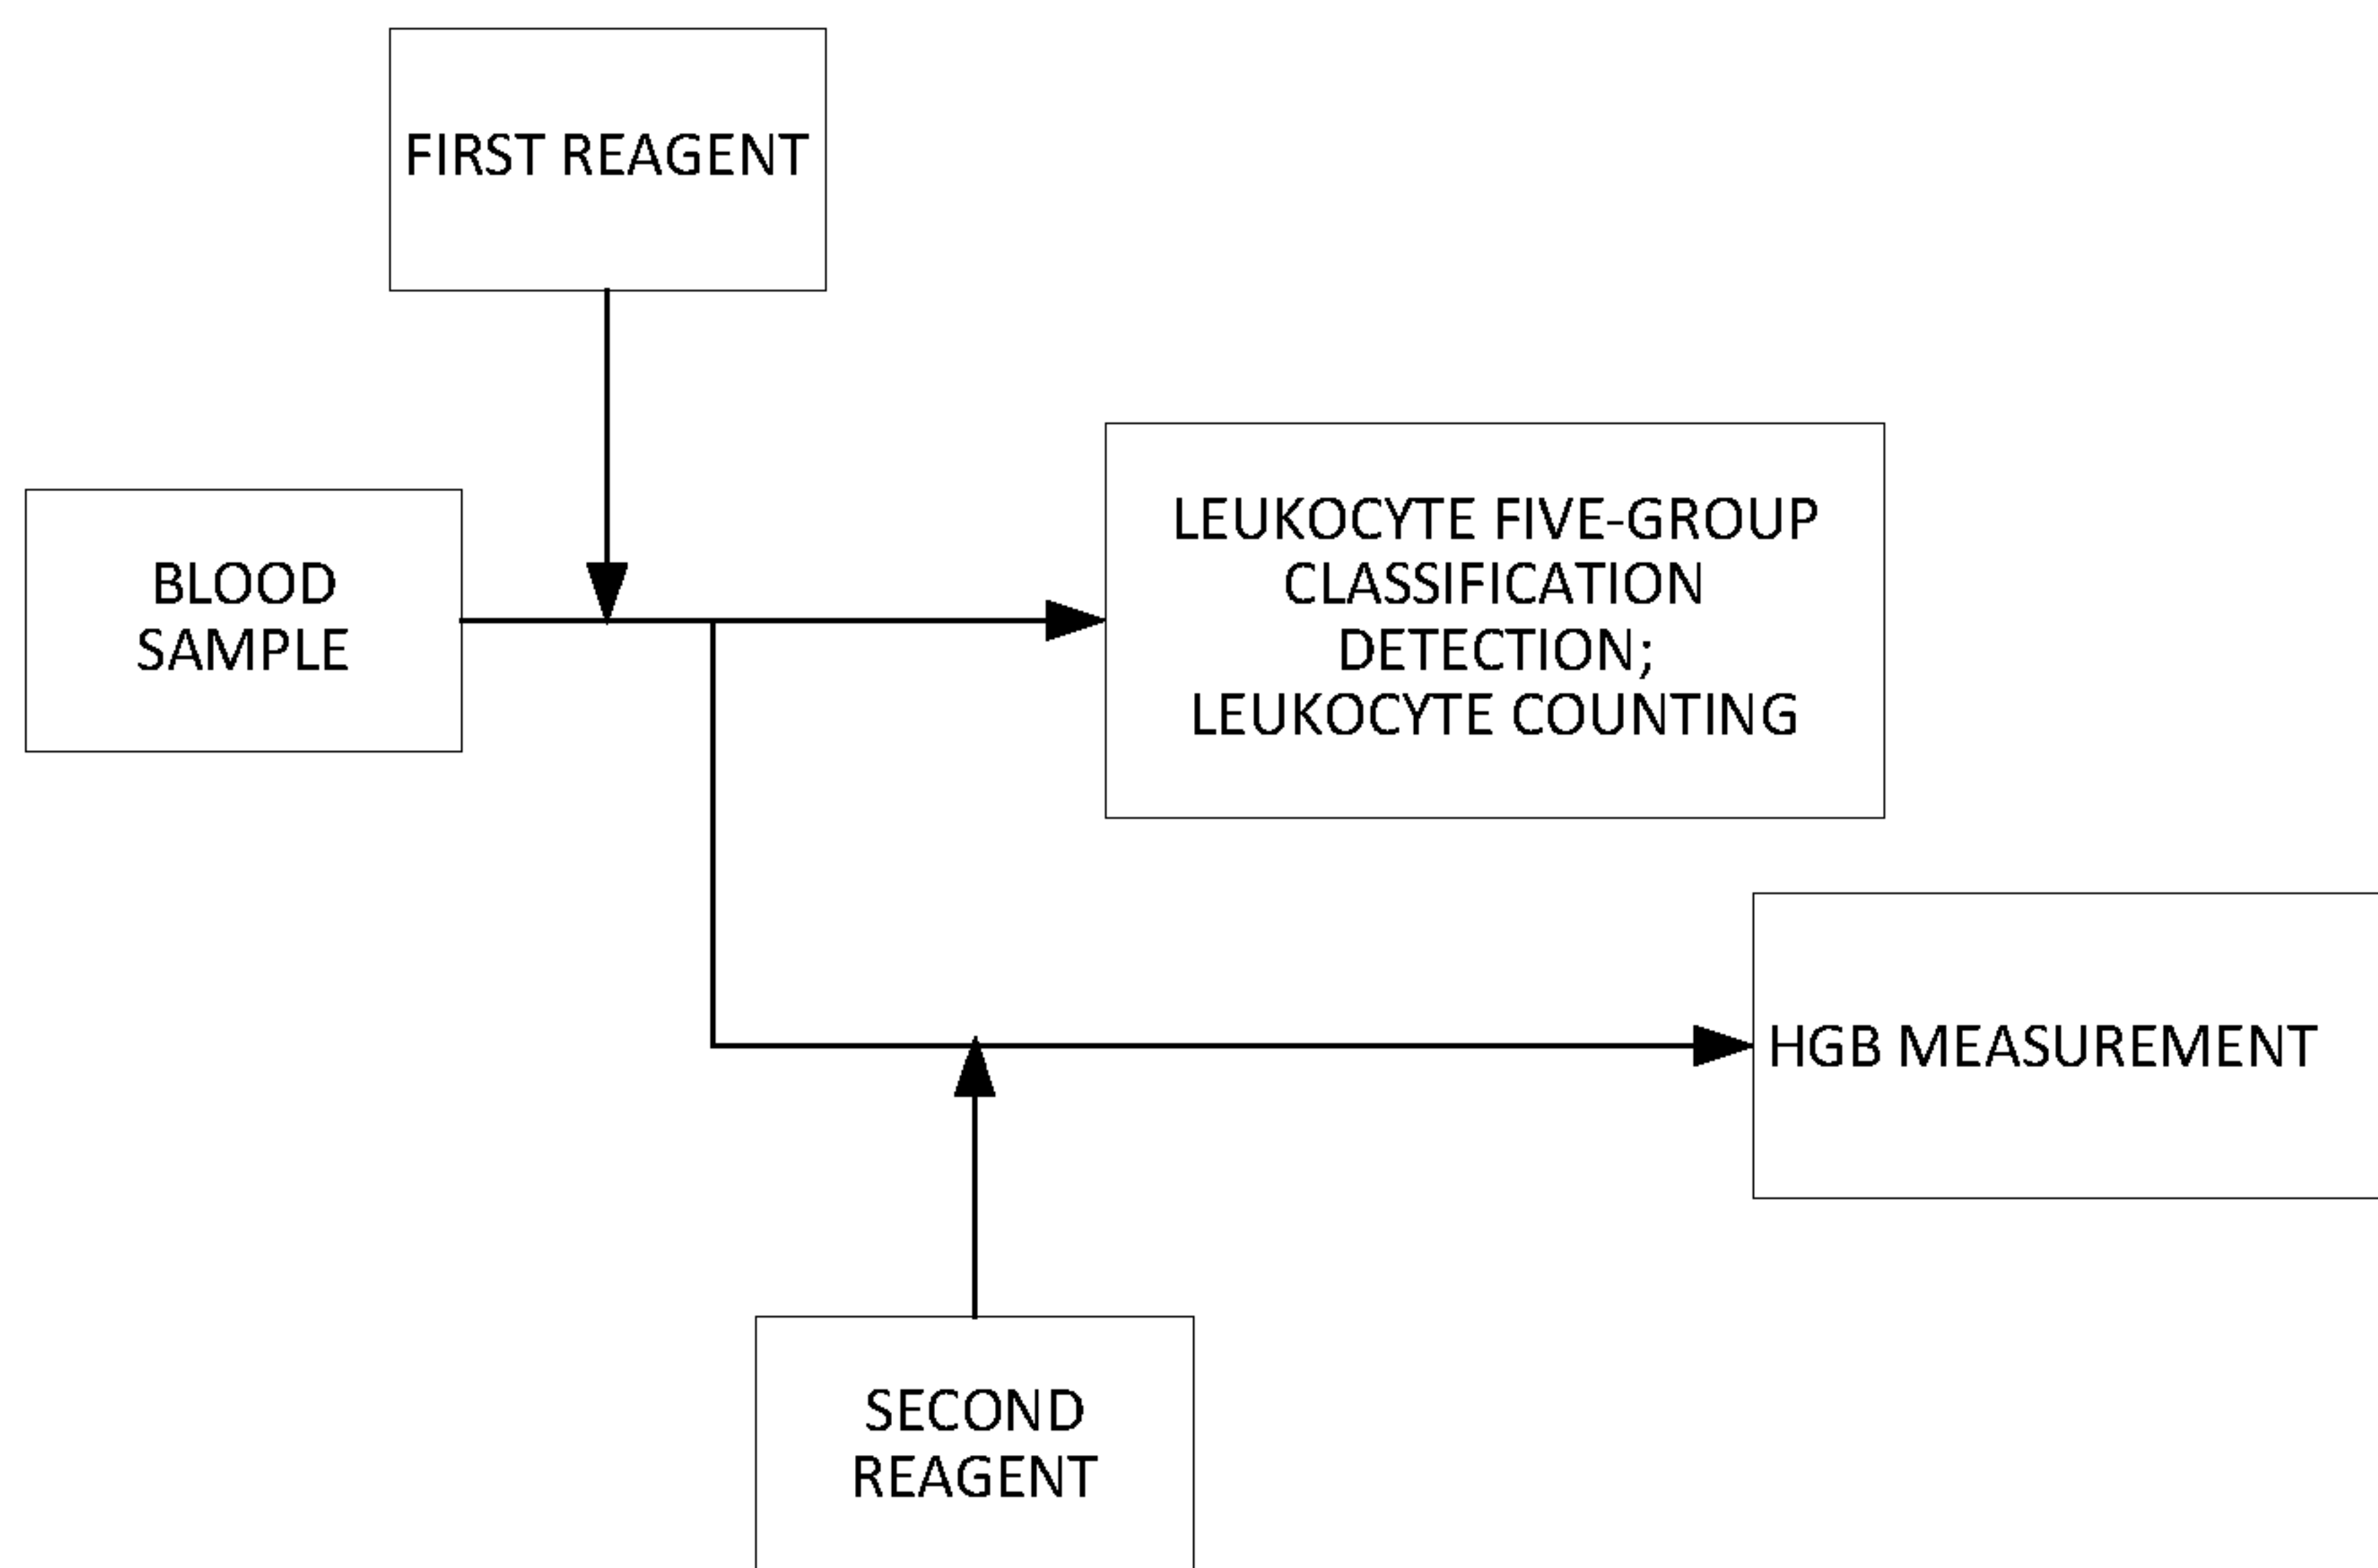 FIRST REAGENT
BLOOD
SAMPLE
LEUKOCYTE FIVE-GROUP
CLASSIFICATION
DETECTION;
LEUKOCYTE COUNTING
HGB MEASUREMENT
SECOND
REAGENT